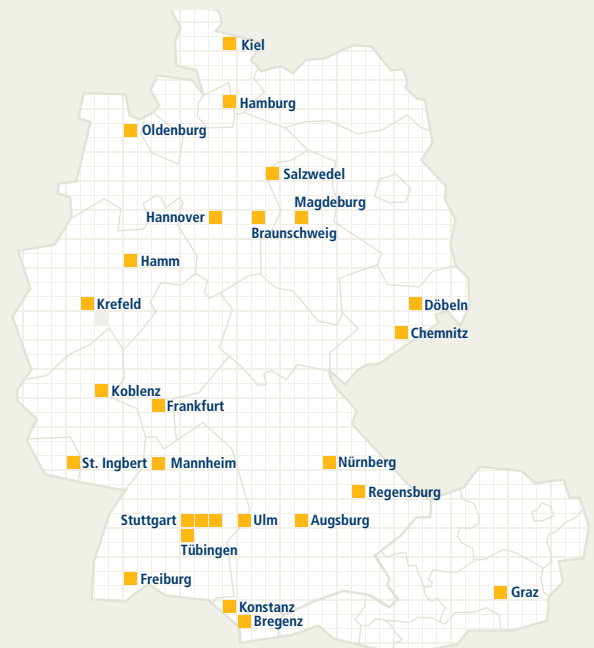 Kiel
Hamburg
Oldenburg
Salzwedel
Magdeburg
Hannover
Braunschweig
Hamm
Krefeld
Döbeln
Chemnitz
Koblenz
Frankfurt
St. Ingbert
Mannheim
Nürnberg
Regensburg
Stuttgart
Ulm
Augsburg
Tübingen
Freiburg
Graz
Konstanz
Bregenz